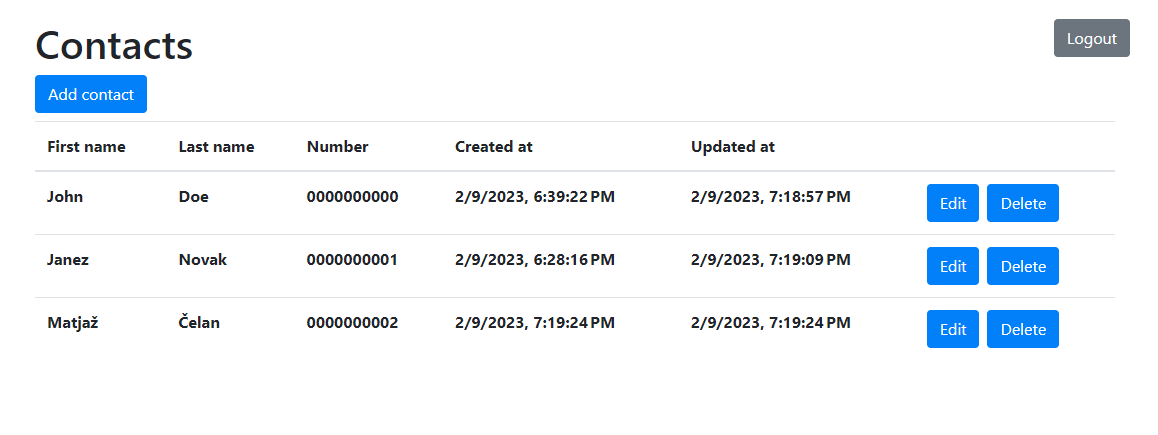 Contacts
Logout
Add contact
First name Last name Number Created at Updated at
John Doe 0000000000 2/9/2023, 6:39:22 PM 2/9/2023, 7:18:57 PM Edit Delete
Janez Novak 0000000001 2/9/2023, 6:28:16 PM 2/9/2023, 7:19:09 PM Edit Delete
Matjaž Čelan 0000000002 2/9/2023, 7:19:24 PM 2/9/2023, 7:19:24 PM Edit Delete